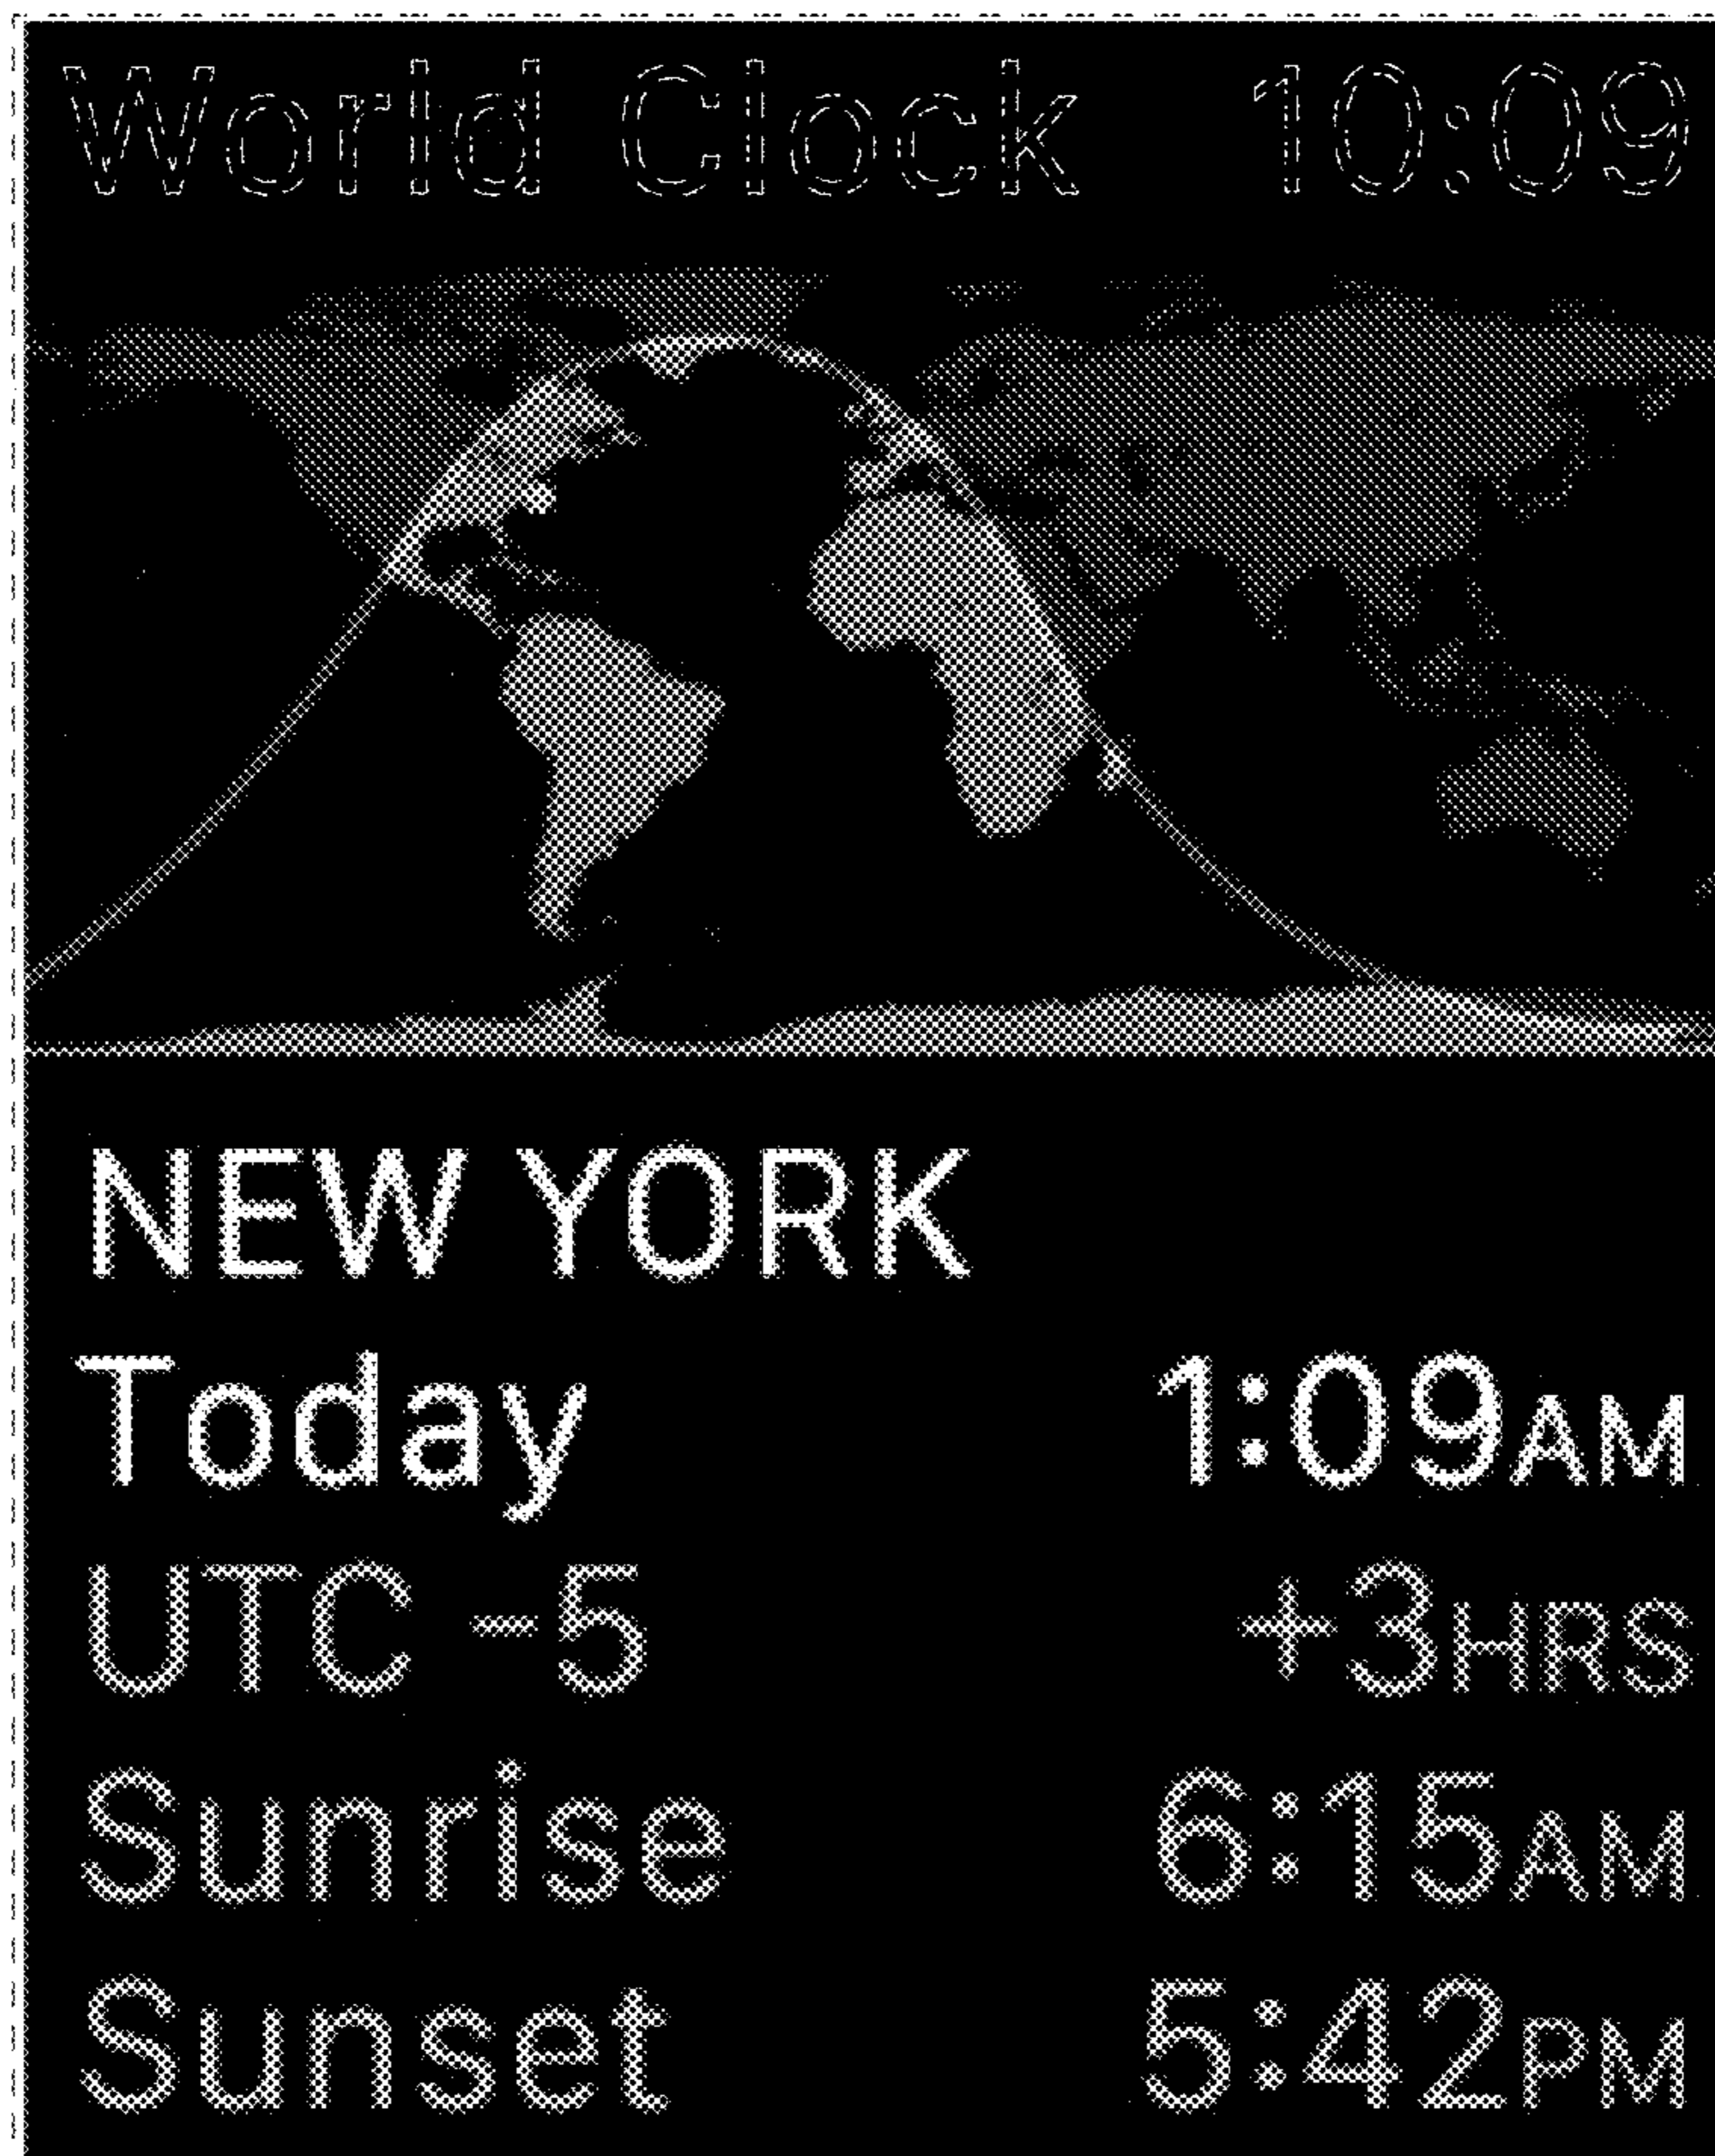 World Clock 10:09
NEW YORK
Today 1:09AM
UTC -5 +3HRS
Sunrise 6:15AM
Sunset 5:42PM